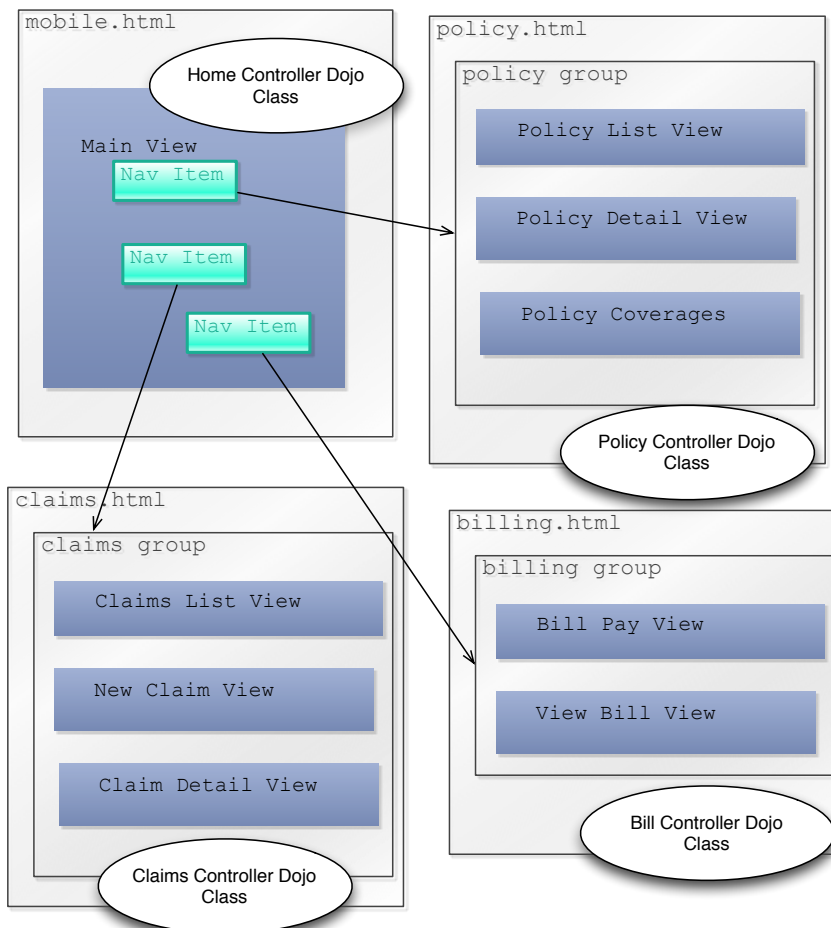 mobile.html
Home Controller Dojo
Class
Main View
Nav Item
Nav Item
Nav Item
policy.html
policy group
Policy List View
Policy Detail View
Policy Coverages
Policy Controller Dojo
Class
claims.html
claims group
Claims List View
New Claim View
Claim Detail View
Claims Controller Dojo
Class
billing.html
billing group
Bill Pay View
View Bill View
Bill Controller Dojo
Class